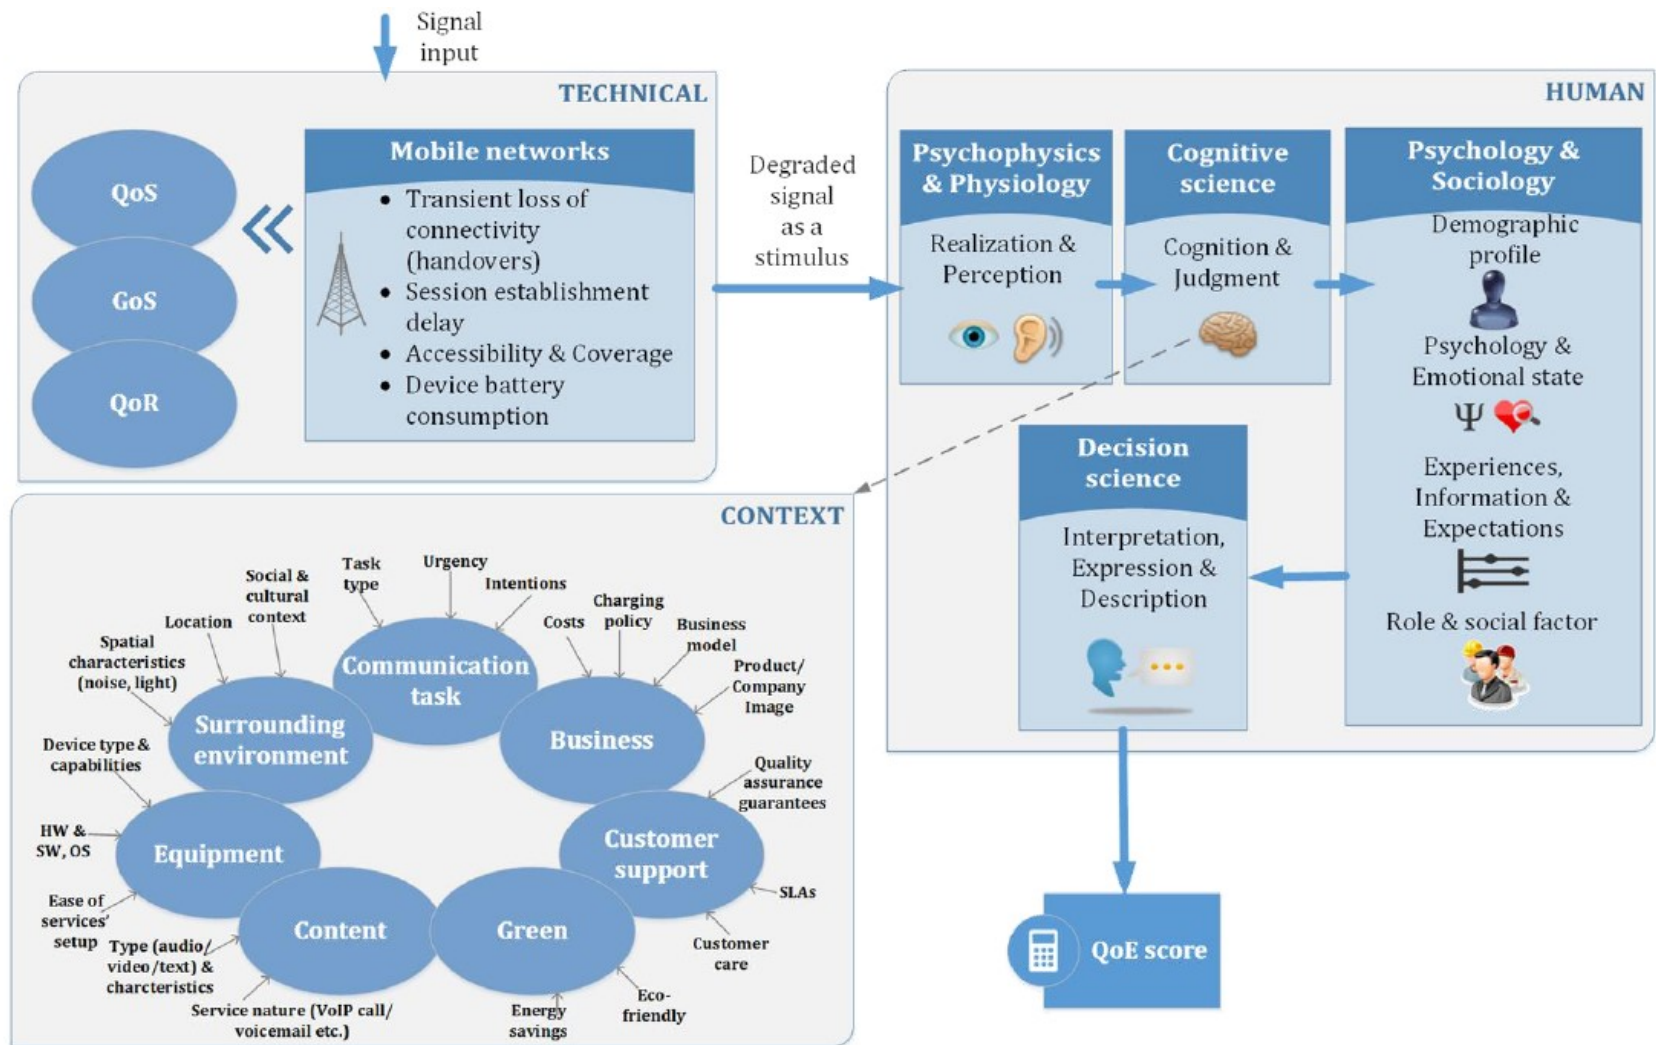 Signal
input
TECHNICAL
QoS
GoS
QoR
Mobile networks
• Transient loss of
connectivity
(handovers)
• Session establishment
delay
• Accessibility & Coverage
• Device battery
consumption
Degraded
signal
as a
stimulus
HUMAN
Psychophysics
& Physiology
Realization &
Perception
Cognitive
science
Cognition &
Judgment
Psychology &
Sociology
Demographic
profile
Psychology &
Emotional state
Ψ
Experiences,
Information &
Expectations
Role & social factor
Decision
science
Interpretation,
Expression &
Description
QoE score
CONTEXT
Communication
task
Task
type
Urgency
Intentions
Business
Costs
Charging
policy
Business
model
Product/
Company
Image
Customer
support
Quality
assurance
guarantees
SLAs
Customer
care
Green
Eco-
friendly
Energy
savings
Content
Service nature (VoIP call/
voicemail etc.)
Type (audio/
video/text) &
charcteristics
Equipment
Ease of
services'
setup
HW &
SW, OS
Device type &
capabilities
Surrounding
environment
Spatial
characteristics
(noise, light)
Location
Social &
cultural
context